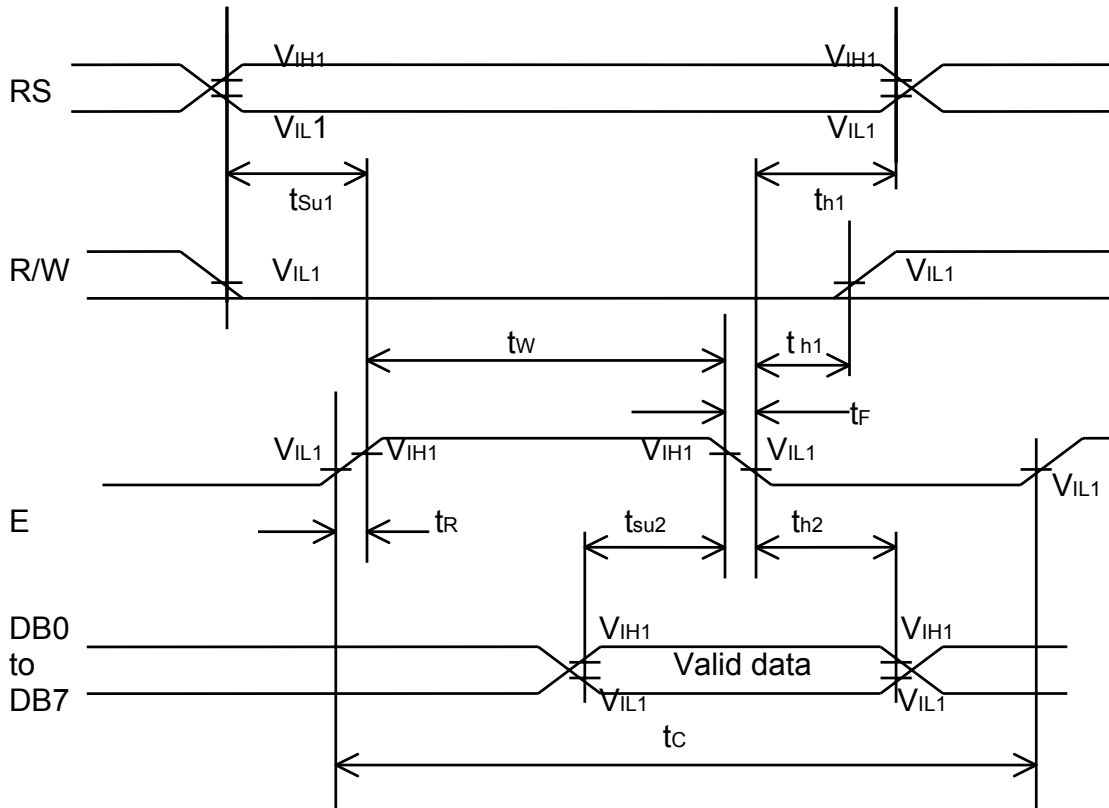 VIH1 VIH1
RS
VIL1 VIL1
tSu1 th1
R/W VIL1 VIL1
tW th1
tF
VIL1 VIH1 VIH1 VIL1
VIL1
E tR tsu2 th2
DB0 VIH1 VIH1
to Valid data
DB7 VIL1 VIL1
tC